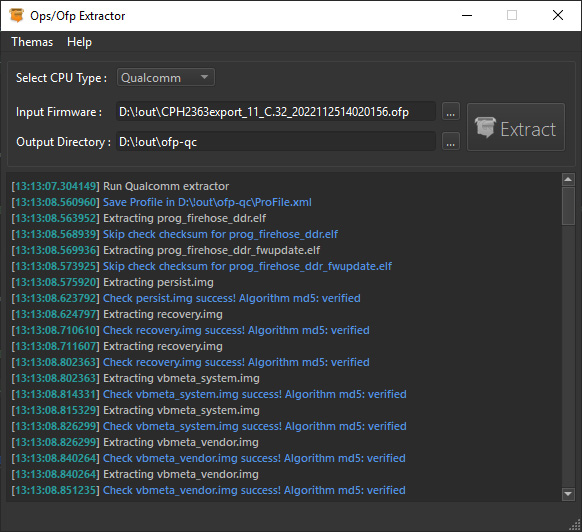 Ops/Ofp Extractor
Themas Help
Select CPU Type : Qualcomm
Input Firmware : D:\!out\CPH2363export_11_C.32_2022112514020156.ofp ...
Output Directory : D:\!out\ofp-qc ...
Extract
[13:13:07.304149] Run Qualcomm extractor
[13:13:08.560960] Save Profile in D:\!out\ofp-qc\ProFile.xml
[13:13:08.563952] Extracting prog_firehose_ddr.elf
[13:13:08.568939] Skip check checksum for prog_firehose_ddr.elf
[13:13:08.569936] Extracting prog_firehose_ddr_fwupdate.elf
[13:13:08.573925] Skip check checksum for prog_firehose_ddr_fwupdate.elf
[13:13:08.575920] Extracting persist.img
[13:13:08.623792] Check persist.img success! Algorithm md5: verified
[13:13:08.624797] Extracting recovery.img
[13:13:08.710610] Check recovery.img success! Algorithm md5: verified
[13:13:08.711607] Extracting recovery.img
[13:13:08.802363] Check recovery.img success! Algorithm md5: verified
[13:13:08.802363] Extracting vbmeta_system.img
[13:13:08.814331] Check vbmeta_system.img success! Algorithm md5: verified
[13:13:08.815329] Extracting vbmeta_system.img
[13:13:08.826299] Check vbmeta_system.img success! Algorithm md5: verified
[13:13:08.826299] Extracting vbmeta_vendor.img
[13:13:08.840264] Check vbmeta_vendor.img success! Algorithm md5: verified
[13:13:08.840264] Extracting vbmeta_vendor.img
[13:13:08.851235] Check vbmeta_vendor.img success! Algorithm md5: verified